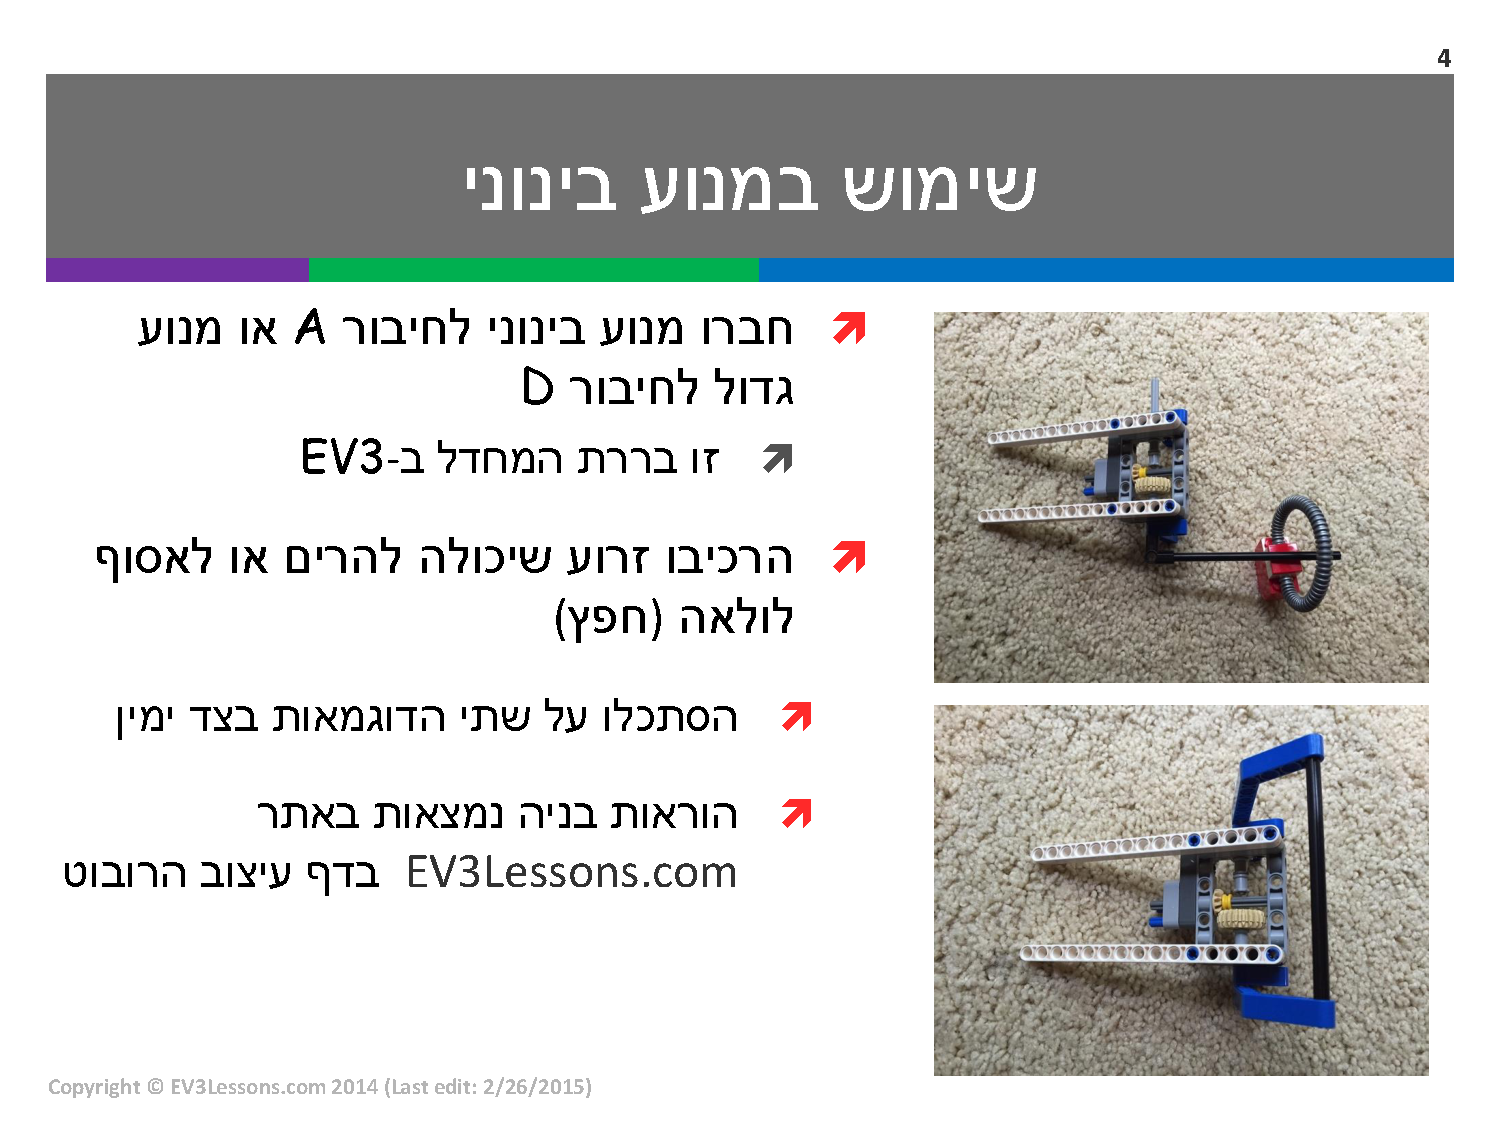 4
שימוש במנוע בינוני
חברו מנוע בינוני לחיבור A או מנוע
גדול לחיבור D
זו בררת המחדל ב-EV3
הרכיבו זרוע שיכולה להרים או לאסוף
לולאה (חפץ)
הסתכלו על שתי הדוגמאות בצד ימין
הוראות בניה נמצאות באתר
EV3Lessons.com בדף עיצוב הרובוט
Copyright © EV3Lessons.com 2014 (Last edit: 2/26/2015)